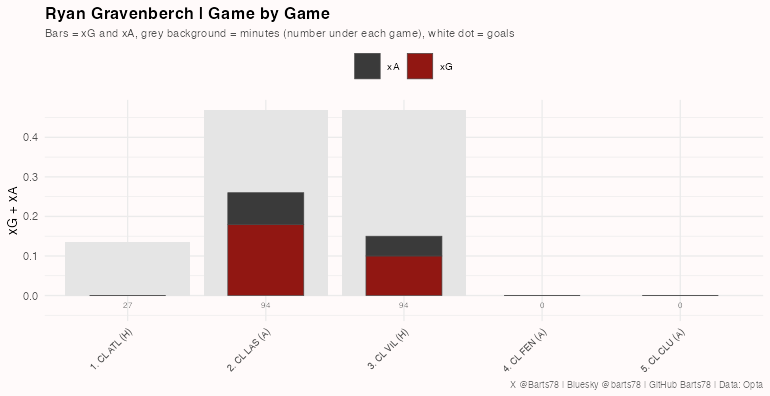 Ryan Gravenberch | Game by Game
Bars = xG and xA, grey background = minutes (number under each game), white dot = goals
xA xG
xG + xA
0.4
0.3
0.2
0.1
0.0
27 94 94 0 0
1. CL ATL (H) 2. CL LAS (A) 3. CL VIL (H) 4. CL FEN (A) 5. CL CLU (A)
X @Barts78 | Bluesky @barts78 | GitHub Barts78 | Data: Opta